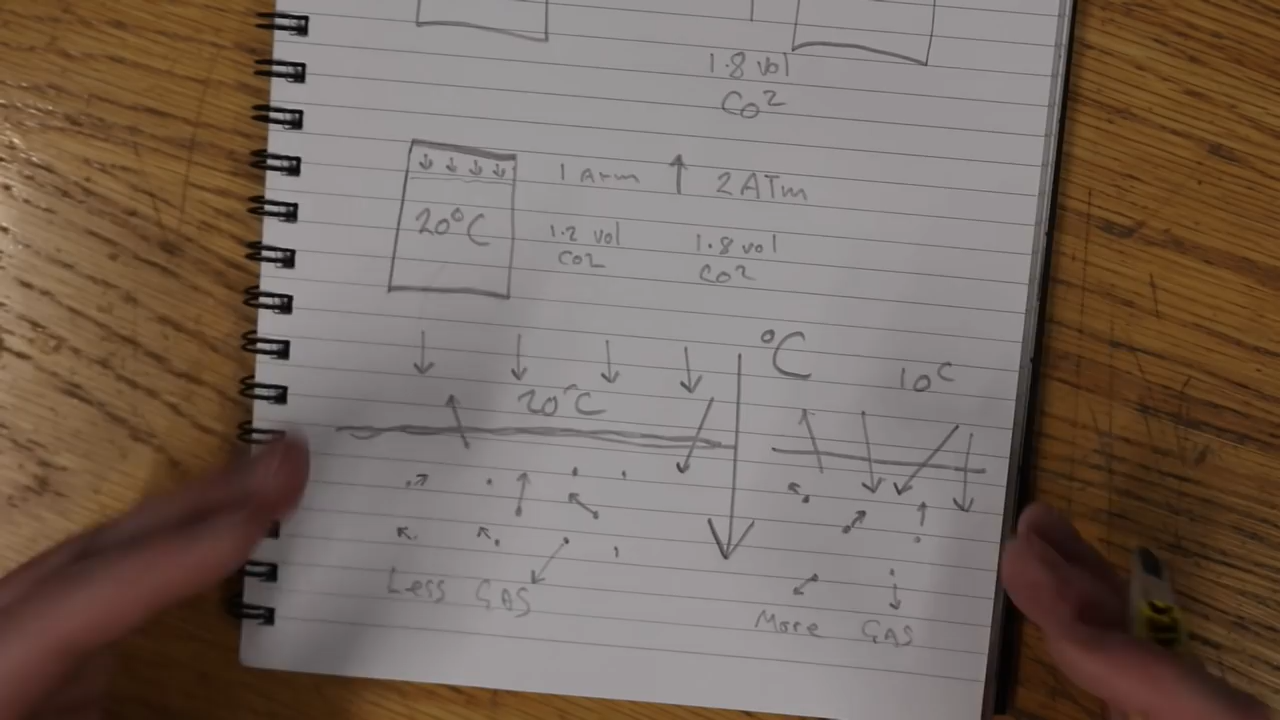 1.8 vol
CO²
1 ATm 2 ATm
20°C
1.2 vol 1.8 vol
CO2 CO2
°C
10°C
20°C
Less GAS
More GAS